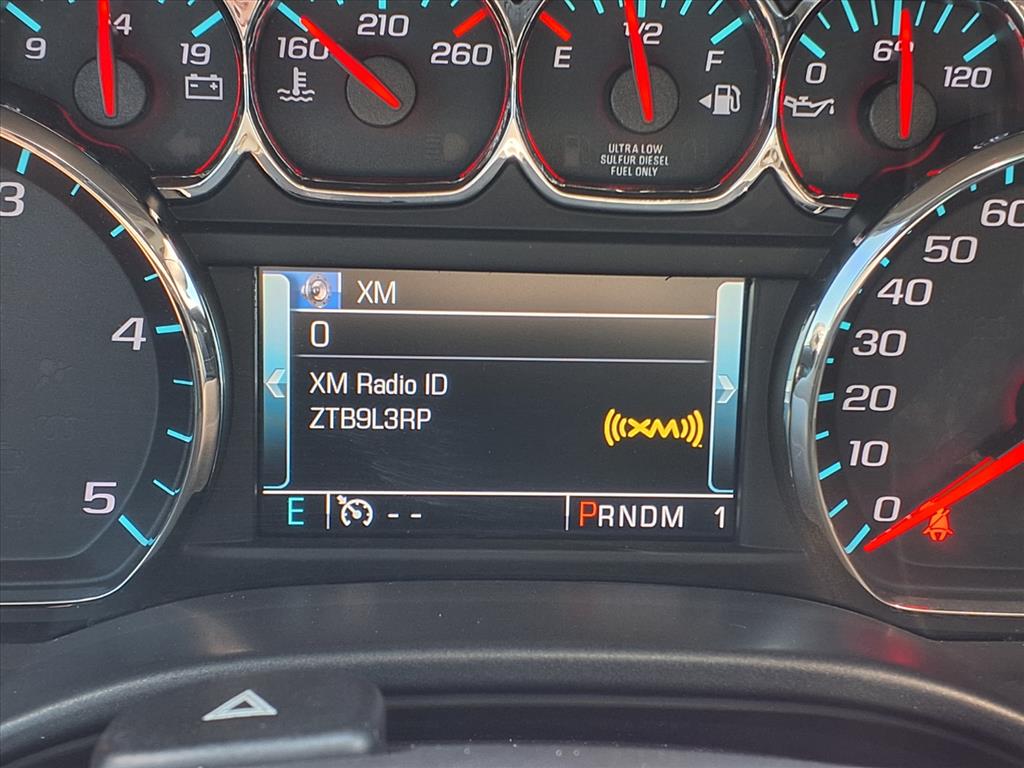 9
14
19
160
210
260
E
1/2
F
ULTRA LOW
SULFUR DIESEL
FUEL ONLY
0
60
120
3
4
5
XM
0
XM Radio ID
ZTB9L3RP
((XM))
E
--
PRNDM 1
60
50
40
30
20
10
0